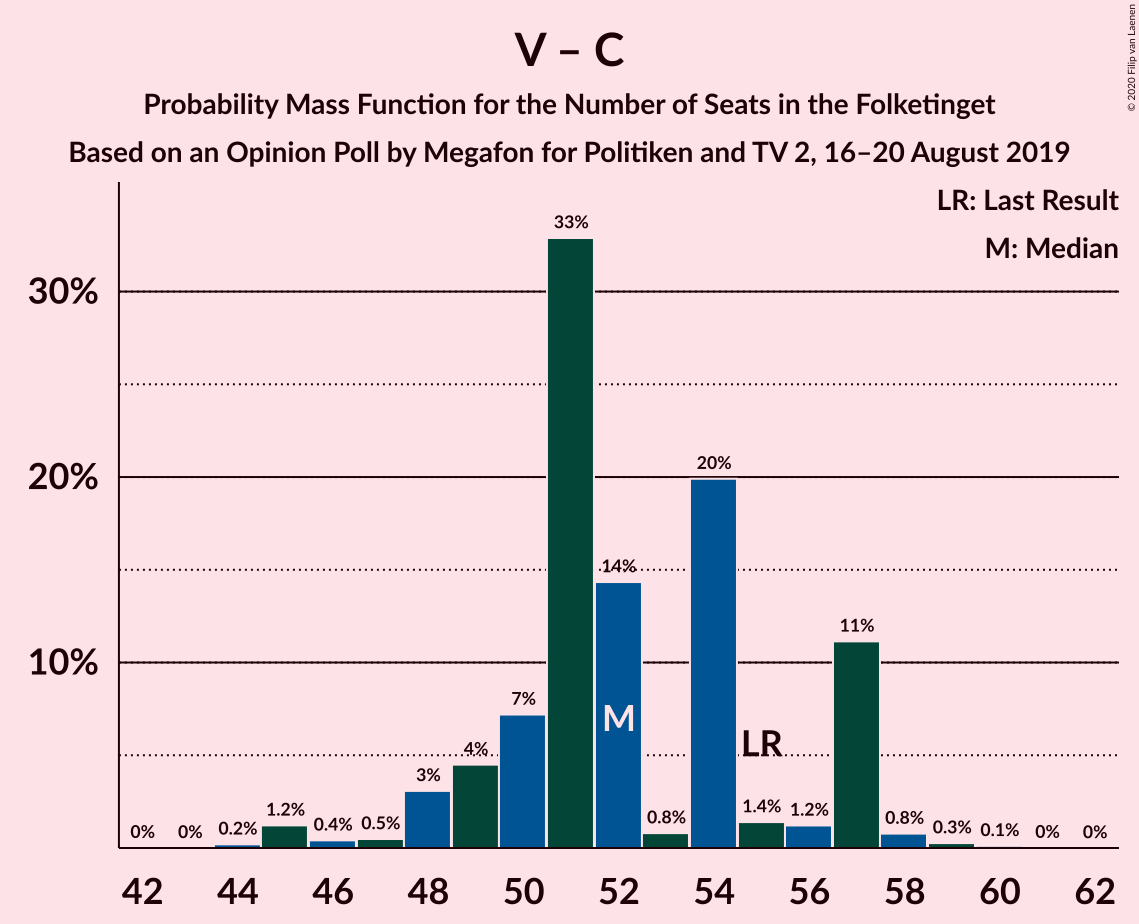 © 2020 Filip van Laenen
V – C
Probability Mass Function for the Number of Seats in the Folketinget
Based on an Opinion Poll by Megafon for Politiken and TV 2, 16–20 August 2019
LR: Last Result
M: Median
30%
20%
10%
0%
0%
0.2%
1.2%
0.4%
0.5%
3%
4%
7%
33%
14%
0.8%
20%
1.4%
1.2%
11%
0.8%
0.3%
0.1%
0%
0%
M
LR
42 44 46 48 50 52 54 56 58 60 62